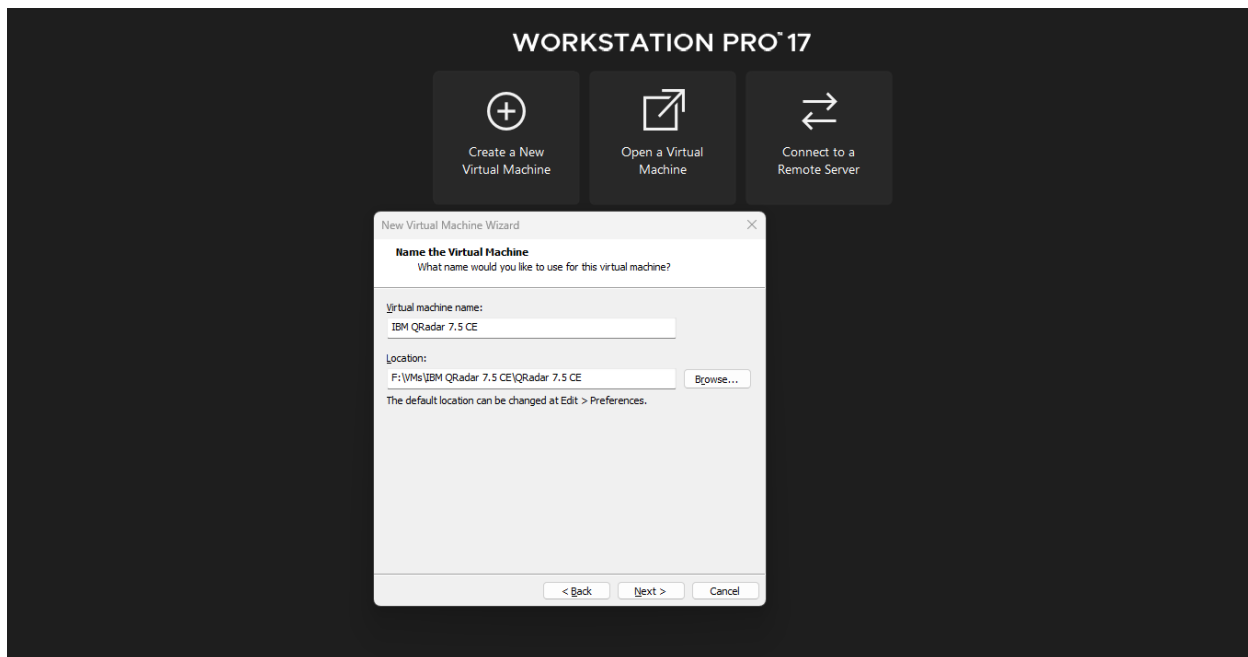 WORKSTATION PRO™ 17
Create a New
Virtual Machine
Open a Virtual
Machine
Connect to a
Remote Server
New Virtual Machine Wizard
Name the Virtual Machine
What name would you like to use for this virtual machine?
Virtual machine name:
IBM QRadar 7.5 CE
Location:
F:\VMs\IBM QRadar 7.5 CE\QRadar 7.5 CE
Browse...
The default location can be changed at Edit > Preferences.
< Back
Next >
Cancel